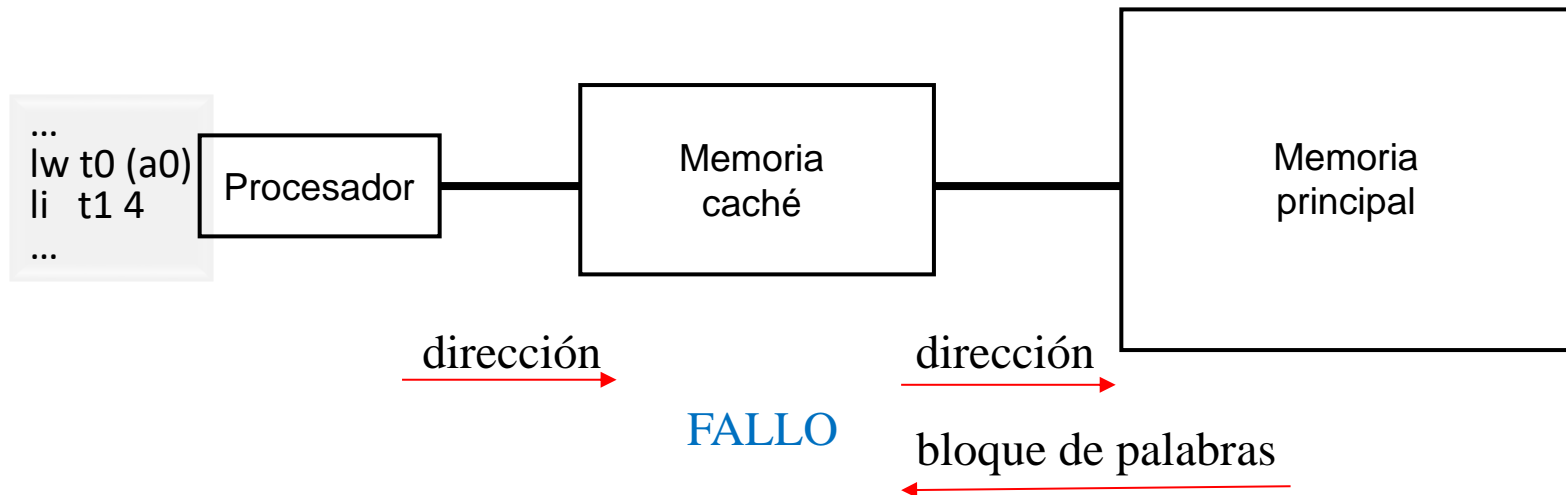 ...
lw t0 (a0)
li t1 4
...
Procesador
Memoria
caché
Memoria
principal
dirección
dirección
FALLO
bloque de palabras